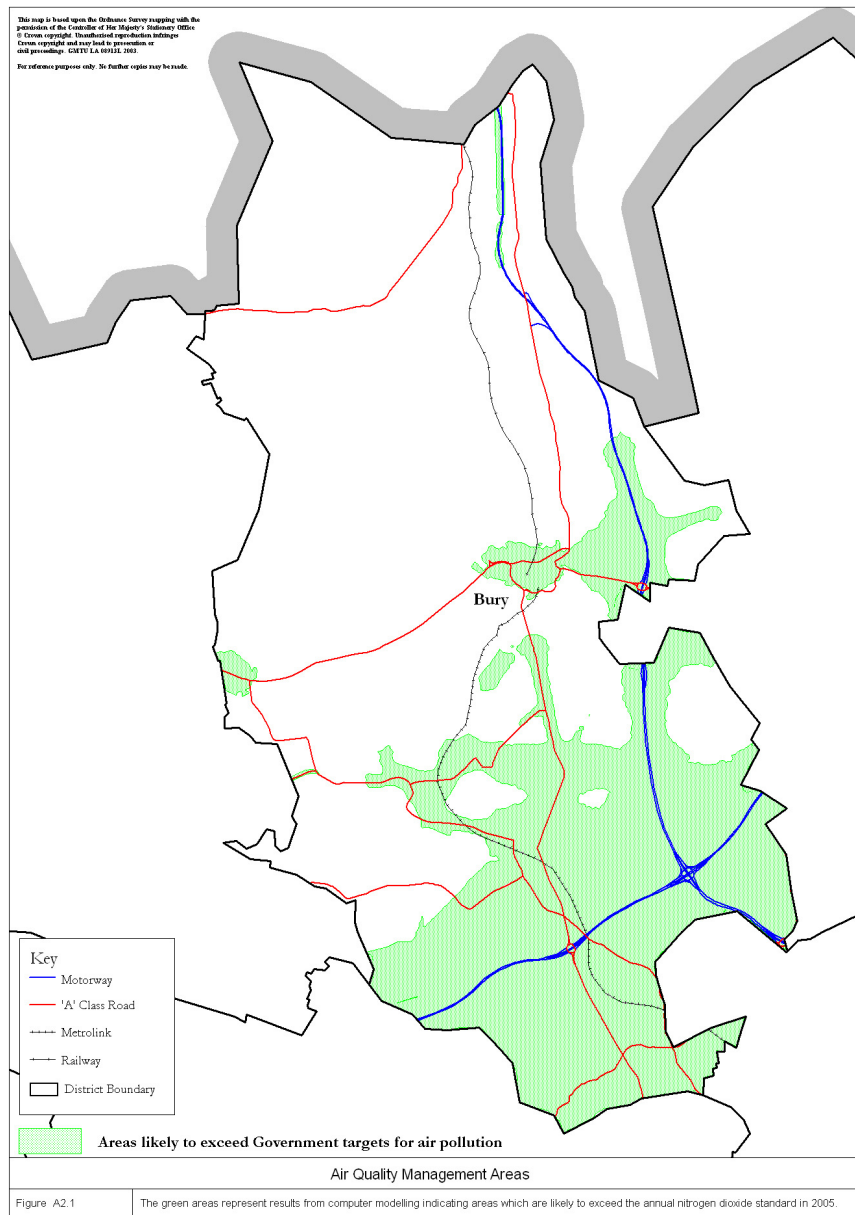 This map is based upon the Ordnance Survey mapping with the
permission of the Controller of Her Majesty's Stationery Office
© Crown copyright. Unauthorised reproduction infringes
Crown copyright and may lead to prosecution or
civil proceedings. GMTU LA 08913L 2003.
For reference purposes only. No further copies may be made.
Bury
Key
Motorway
'A' Class Road
Metrolink
Railway
District Boundary
Areas likely to exceed Government targets for air pollution
Air Quality Management Areas
Figure A2.1
The green areas represent results from computer modelling indicating areas which are likely to exceed the annual nitrogen dioxide standard in 2005.